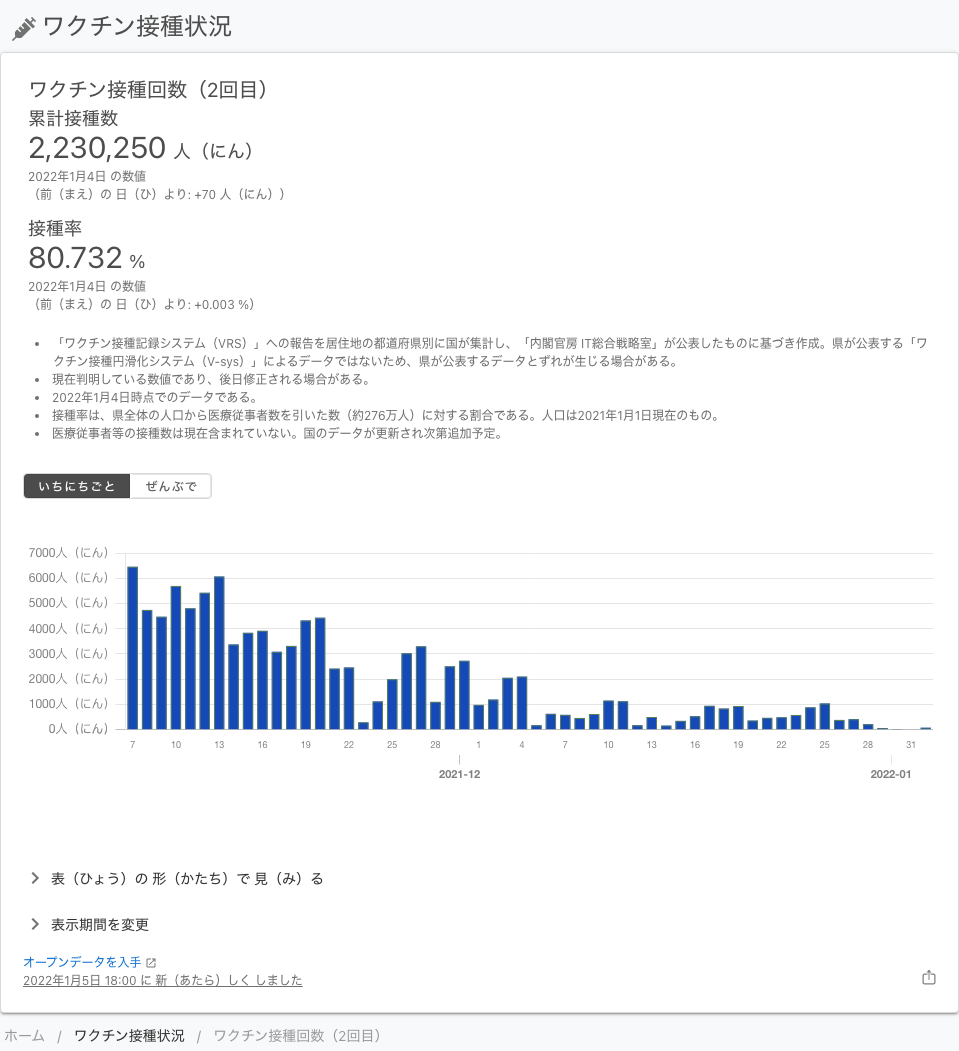 ワクチン接種状況
ワクチン接種回数（2回目）
累計接種数
2,230,250 人（にん）
2022年1月4日 の数値
（前（まえ）の 日（ひ）より: +70 人（にん））
接種率
80.732 %
2022年1月4日 の数値
（前（まえ）の 日（ひ）より: +0.003 %）
• 「ワクチン接種記録システム（VRS）」への報告を居住地の都道府県別に国が集計し、「内閣官房 IT総合戦略室」が公表したものに基づき作成。県が公表する「ワ
クチン接種円滑化システム（V-sys）」によるデータではないため、県が公表するデータとずれが生じる場合がある。
• 現在判明している数値であり、後日修正される場合がある。
• 2022年1月4日時点でのデータである。
• 接種率は、県全体の人口から医療従事者数を引いた数（約276万人）に対する割合である。人口は2021年1月1日現在のもの。
• 医療従事者等の接種数は現在含まれていない。国のデータが更新され次第追加予定。
いちにちごと ぜんぶで
7000人（にん）
6000人（にん）
5000人（にん）
4000人（にん）
3000人（にん）
2000人（にん）
1000人（にん）
0人（にん）
7 10 13 16 19 22 25 28 1 4 7 10 13 16 19 22 25 28 31
2021-12 2022-01
表（ひょう）の 形（かたち）で 見（み）る
表示期間を変更
オープンデータを入手
2022年1月5日 18:00 に 新（あたら）しく しました
ホーム / ワクチン接種状況 / ワクチン接種回数（2回目）